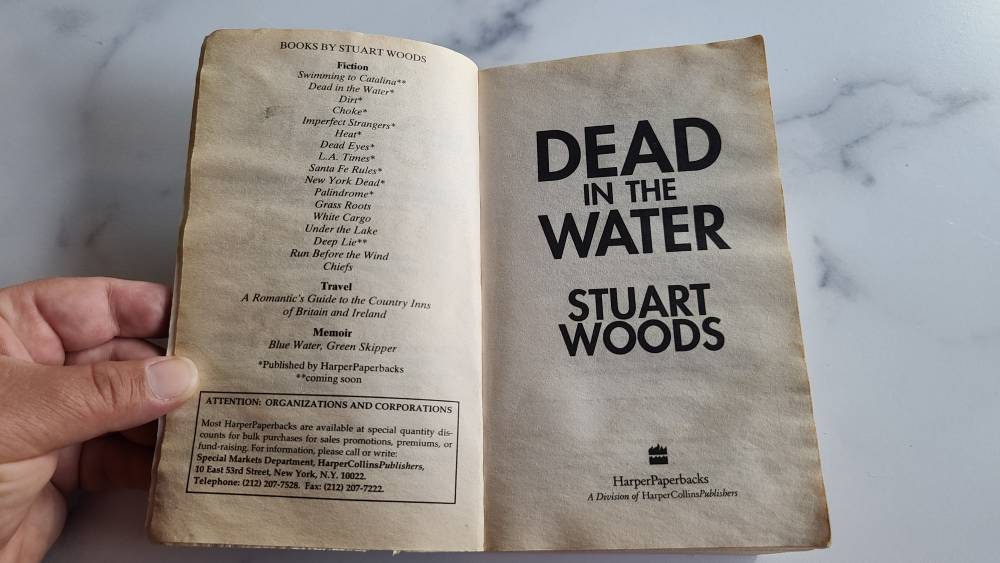 BOOKS BY STUART WOODS
Fiction
Swimming to Catalina**
Dead in the Water*
Dirt*
Choke*
Imperfect Strangers*
Heat*
Dead Eyes*
L.A. Times*
Santa Fe Rules*
New York Dead*
Palindrome*
Grass Roots
White Cargo
Under the Lake
Deep Lie**
Run Before the Wind
Chiefs
Travel
A Romantic's Guide to the Country Inns
of Britain and Ireland
Memoir
Blue Water, Green Skipper
*Published by HarperPaperbacks
**coming soon
ATTENTION: ORGANIZATIONS AND CORPORATIONS
Most HarperPaperbacks are available at special quantity dis-
counts for bulk purchases for sales promotions, premiums, or
fund-raising. For information, please call or write:
Special Markets Department, HarperCollinsPublishers,
10 East 53rd Street, New York, N.Y. 10022.
Telephone: (212) 207-7528. Fax: (212) 207-7222.
DEAD
IN THE
WATER
STUART
WOODS
HarperPaperbacks
A Division of HarperCollinsPublishers